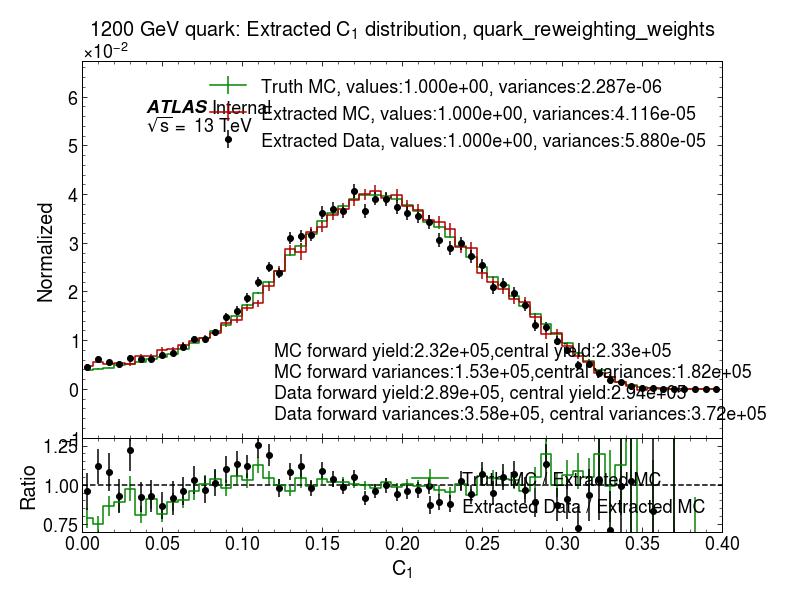 1200 GeV quark: Extracted C₁ distribution, quark_reweighting_weights
×10⁻²
Truth MC, values:1.000e+00, variances:2.287e-06
ATLAS Internal
Extracted MC, values:1.000e+00, variances:4.116e-05
√s = 13 TeV
Extracted Data, values:1.000e+00, variances:5.880e-05
6
5
4
3
2
1
0
-1
Normalized
MC forward yield:2.32e+05,central yield:2.33e+05
MC forward variances:1.53e+05,central variances:1.82e+05
Data forward yield:2.89e+05, central yield:2.94e+05
Data forward variances:3.58e+05, central variances:3.72e+05
1.25
1.00
0.75
Ratio
Truth MC / Extracted MC
Extracted Data / Extracted MC
0.00 0.05 0.10 0.15 0.20 0.25 0.30 0.35 0.40
C₁